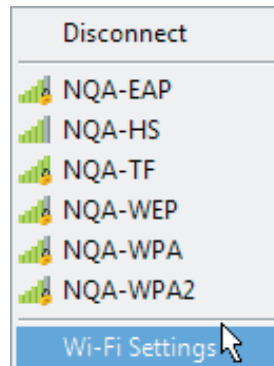 Disconnect
NQA-EAP
NQA-HS
NQA-TF
NQA-WEP
NQA-WPA
NQA-WPA2
Wi-Fi Settings